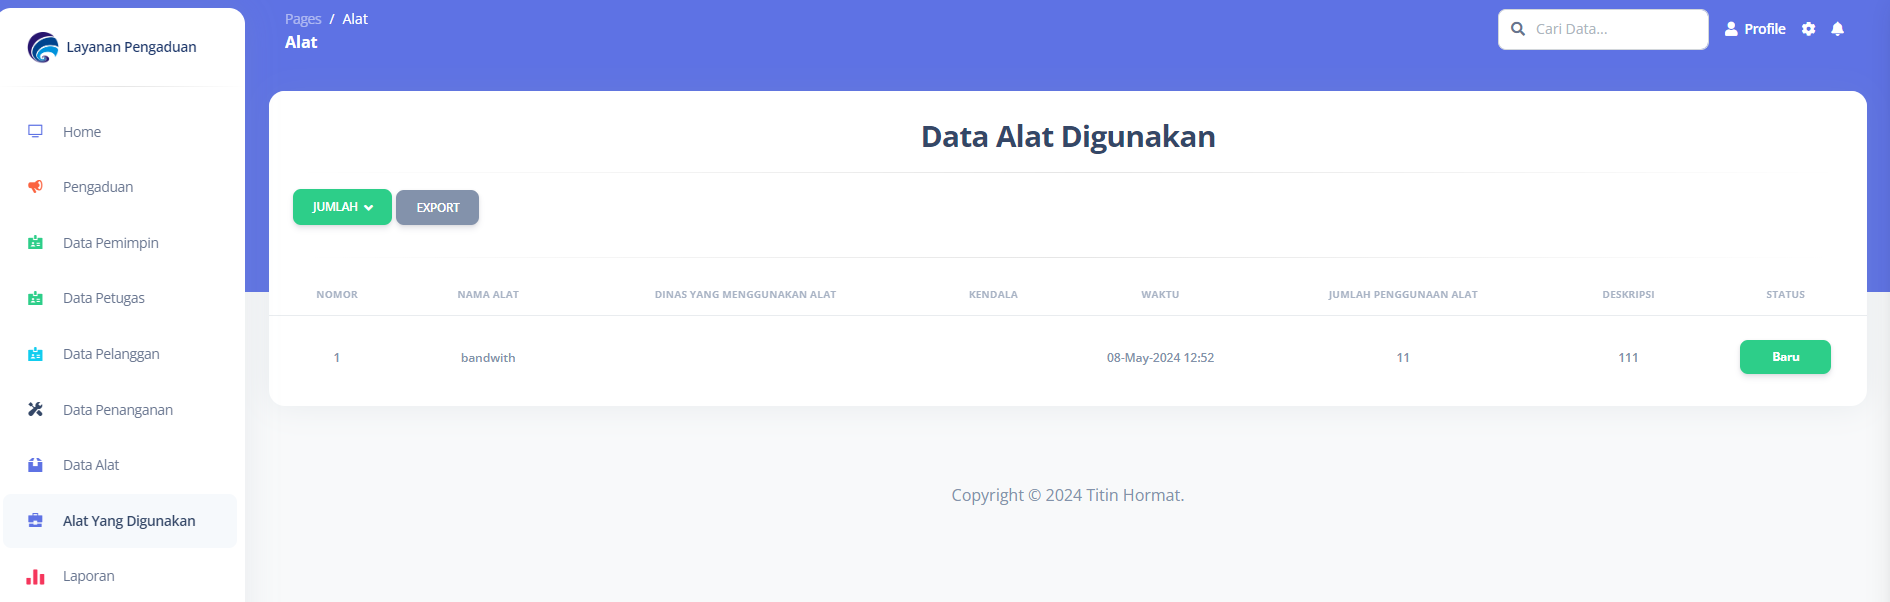 Layanan Pengaduan
Home
Pengaduan
Data Pemimpin
Data Petugas
Data Pelanggan
Data Penanganan
Data Alat
Alat Yang Digunakan
Laporan
Pages / Alat
Alat
Cari Data...
Profile
Data Alat Digunakan
JUMLAH
EXPORT
NOMOR NAMA ALAT DINAS YANG MENGGUNAKAN ALAT KENDALA WAKTU JUMLAH PENGGUNAAN ALAT DESKRIPSI STATUS
1 bandwith 08-May-2024 12:52 11 111 Baru
Copyright © 2024 Titin Hormat.